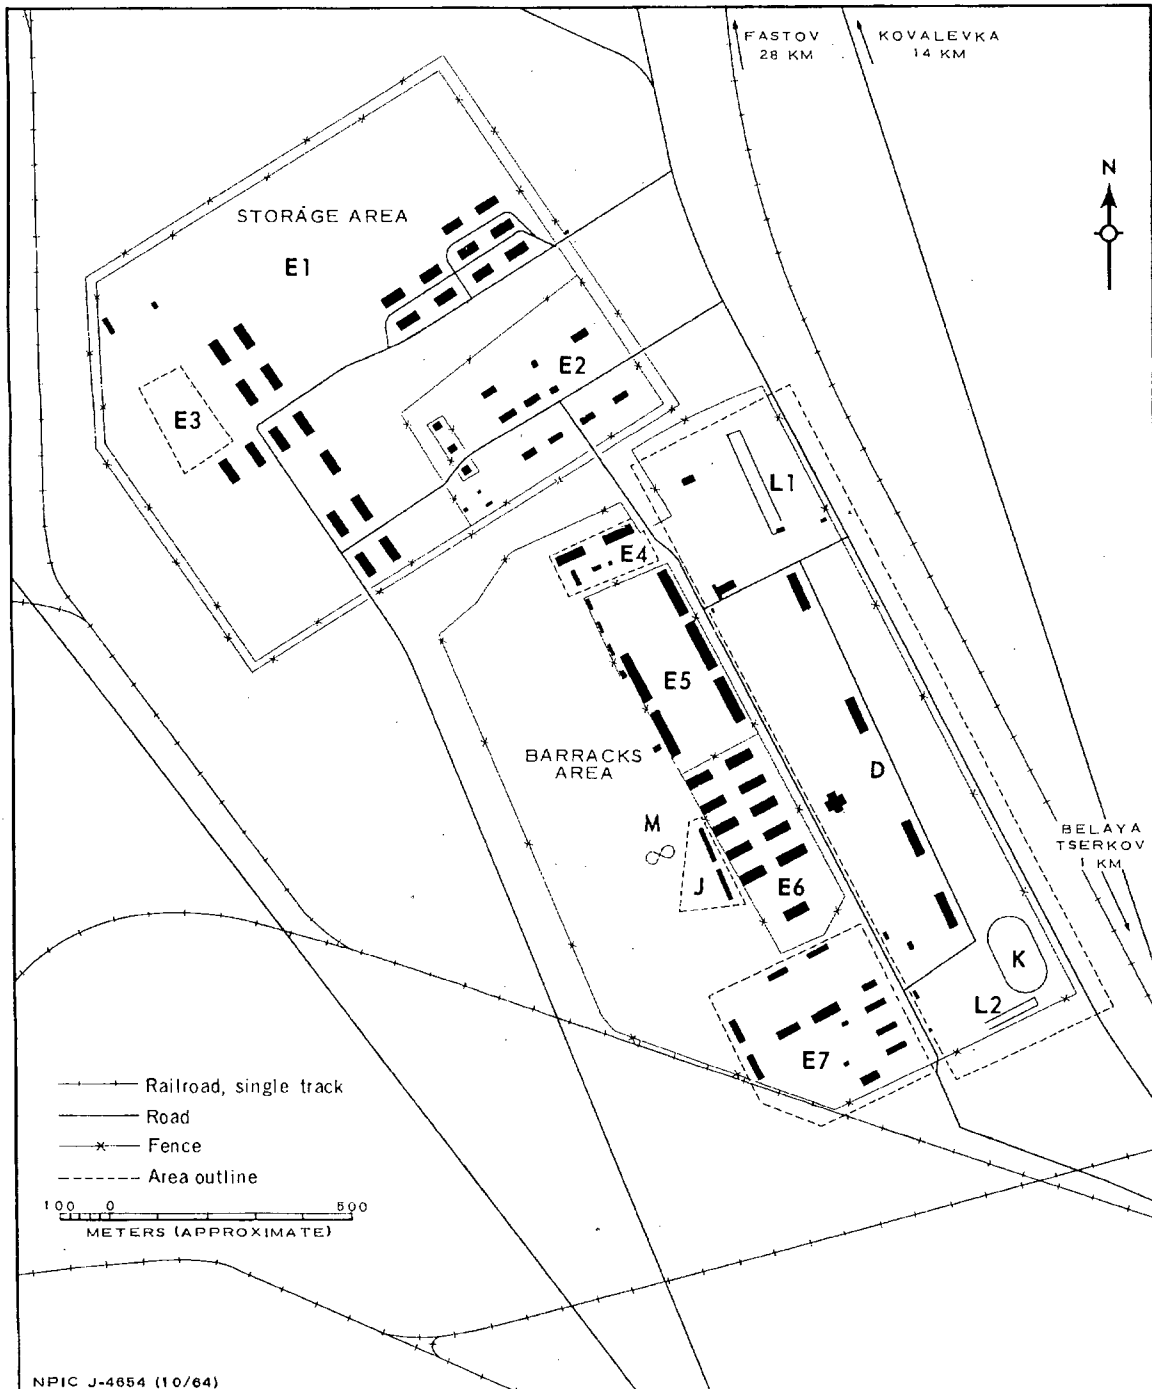 FASTOV
28 KM
KOVALEVKA
14 KM
N
STORAGE AREA
E1
E2
E3
L1
E4
E5
BARRACKS
AREA
D
M
BELAYA
TSERKOV
1 KM
J
E6
K
L2
E7
Railroad, single track
Road
Fence
Area outline
100 0 500
METERS (APPROXIMATE)
NPIC J-4654 (10/64)